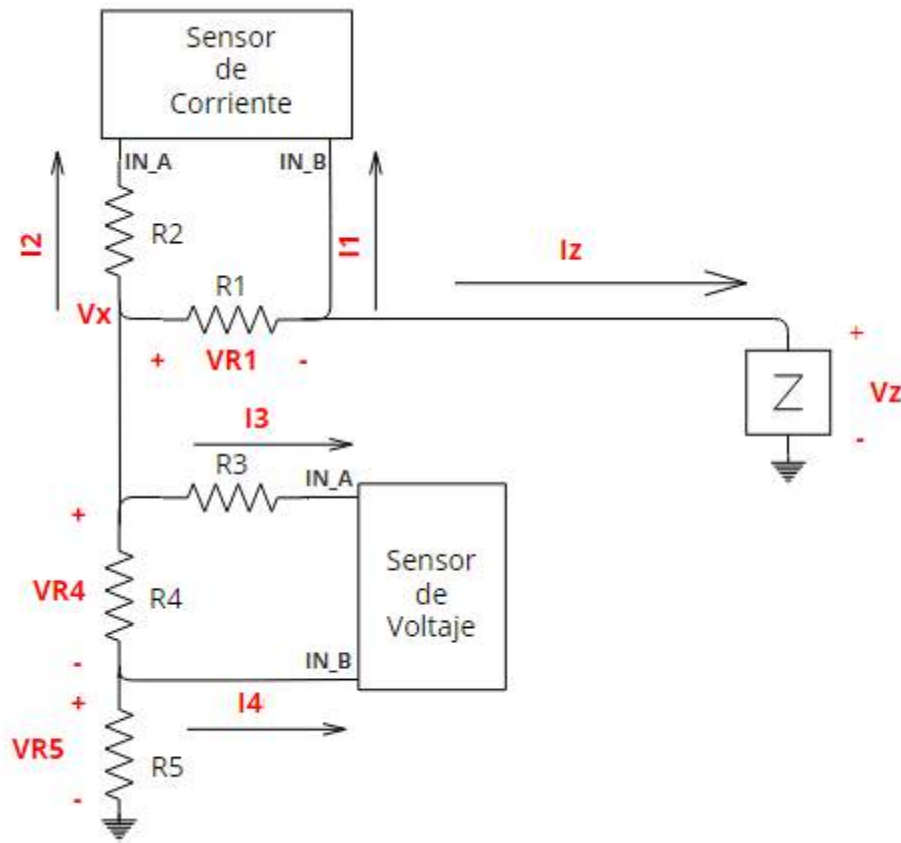 Sensor
de
Corriente
IN_A
IN_B
I2
R2
I1
Iz
R1
Vx
+ VR1 -
+
Z
Vz
-
I3
R3
IN_A
+
VR4
R4
-
Sensor
de
Voltaje
IN_B
+
I4
VR5
R5
-